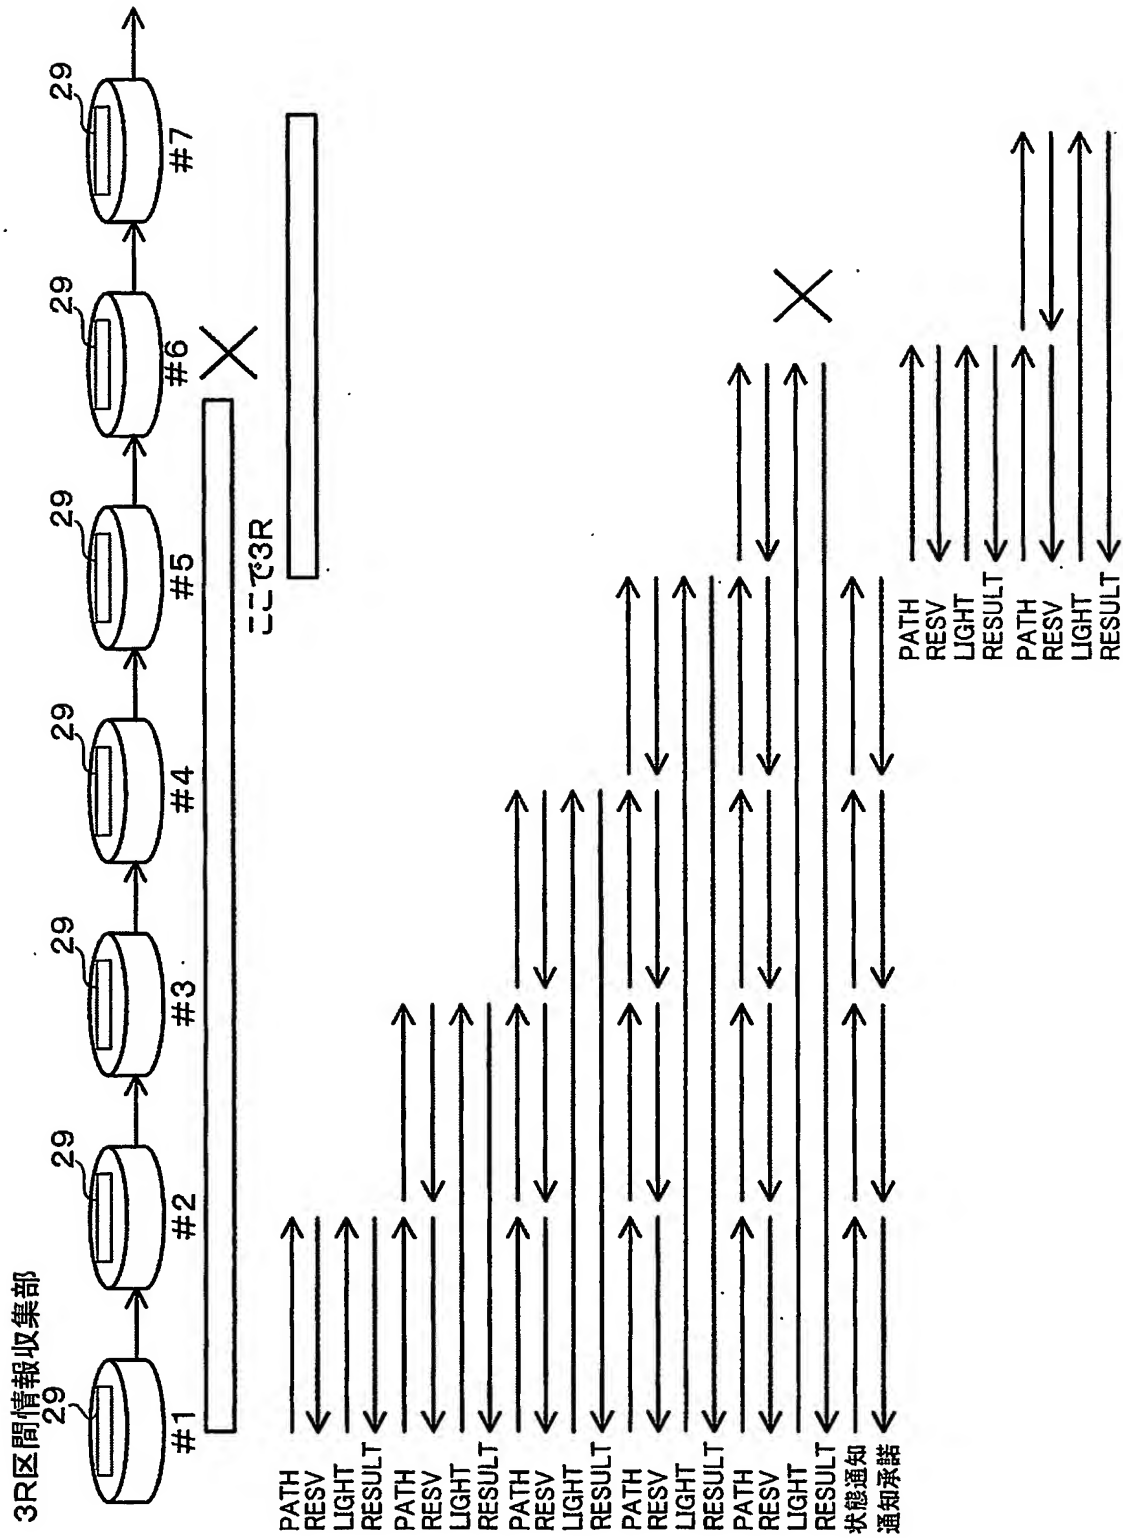 3R区間情報収集部
29 29 29 29 29 29 29
#1 #2 #3 #4 #5 #6 #7
ここで3R
PATH
RESV
LIGHT
RESULT
PATH
RESV
LIGHT
RESULT
PATH
RESV
LIGHT
RESULT
PATH
RESV
LIGHT
RESULT
PATH
RESV
LIGHT
RESULT
状態通知
通知承諾
PATH
RESV
LIGHT
RESULT
PATH
RESV
LIGHT
RESULT